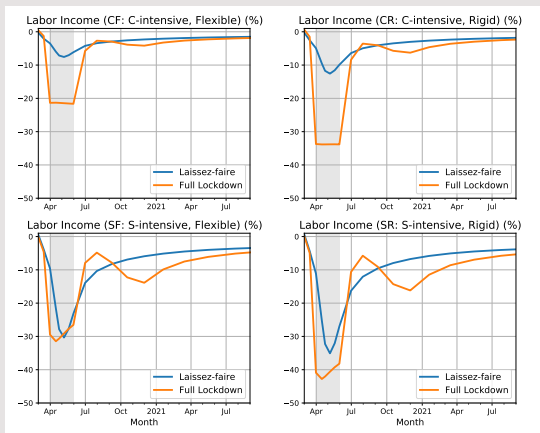 Labor Income (CF: C-intensive, Flexible) (%)
0
−10
−20
−30
−40
−50
Apr Jul Oct 2021 Apr Jul
Laissez-faire
Full Lockdown
Labor Income (CR: C-intensive, Rigid) (%)
0
−10
−20
−30
−40
−50
Apr Jul Oct 2021 Apr Jul
Laissez-faire
Full Lockdown
Labor Income (SF: S-intensive, Flexible) (%)
0
−10
−20
−30
−40
−50
Apr Jul Oct 2021 Apr Jul
Laissez-faire
Full Lockdown
Month
Labor Income (SR: S-intensive, Rigid) (%)
0
−10
−20
−30
−40
−50
Apr Jul Oct 2021 Apr Jul
Laissez-faire
Full Lockdown
Month